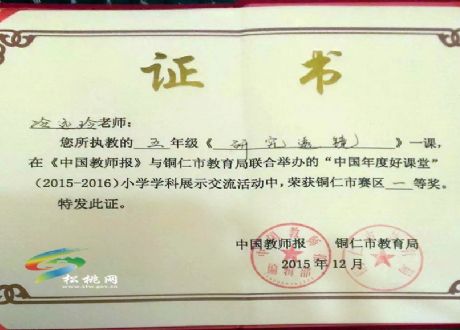 证 书
冷志玲老师：
您所执教的 五 年级《 研究透镜 》一课，
在《中国教师报》与铜仁市教育局联合举办的“中国年度好课堂”
（2015-2016）小学学科展示交流活动中，荣获铜仁市赛区 一 等奖。
特发此证。
中国教师报 铜仁市教育局
2015年12月
编辑部
松桃网